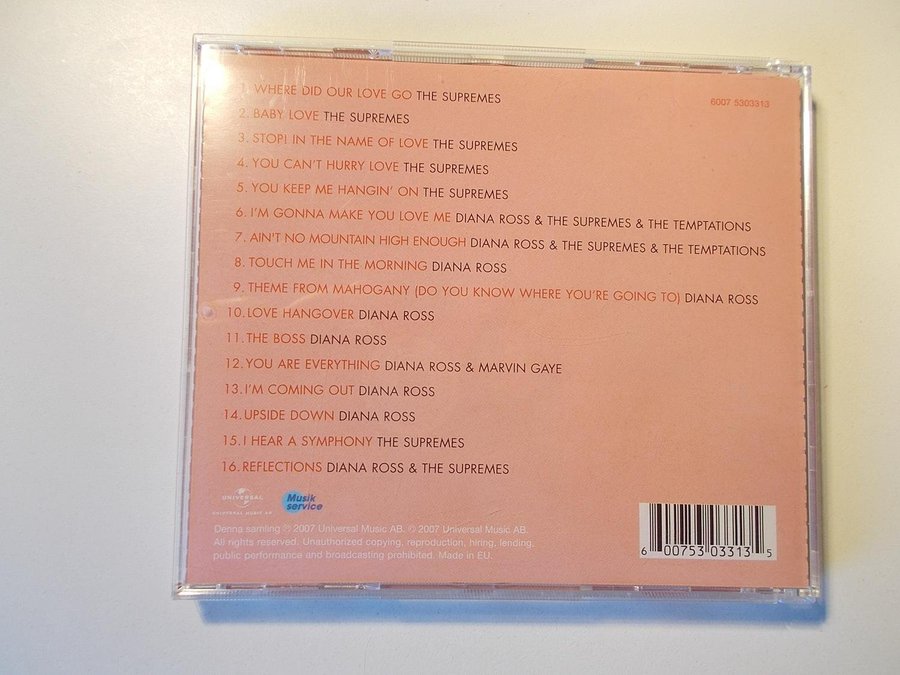 1. WHERE DID OUR LOVE GO THE SUPREMES
6007 5303313
2. BABY LOVE THE SUPREMES
3. STOP! IN THE NAME OF LOVE THE SUPREMES
4. YOU CAN'T HURRY LOVE THE SUPREMES
5. YOU KEEP ME HANGIN' ON THE SUPREMES
6. I'M GONNA MAKE YOU LOVE ME DIANA ROSS & THE SUPREMES & THE TEMPTATIONS
7. AIN'T NO MOUNTAIN HIGH ENOUGH DIANA ROSS & THE SUPREMES & THE TEMPTATIONS
8. TOUCH ME IN THE MORNING DIANA ROSS
9. THEME FROM MAHOGANY (DO YOU KNOW WHERE YOU'RE GOING TO) DIANA ROSS
10. LOVE HANGOVER DIANA ROSS
11. THE BOSS DIANA ROSS
12. YOU ARE EVERYTHING DIANA ROSS & MARVIN GAYE
13. I'M COMING OUT DIANA ROSS
14. UPSIDE DOWN DIANA ROSS
15. I HEAR A SYMPHONY THE SUPREMES
16. REFLECTIONS DIANA ROSS & THE SUPREMES
UNIVERSAL
UNIVERSAL MUSIC AB
Musik
service
Denna samling ℗ 2007 Universal Music AB. © 2007 Universal Music AB.
All rights reserved. Unauthorized copying, reproduction, hiring, lending,
public performance and broadcasting prohibited. Made in EU.
6 00753 03313 5